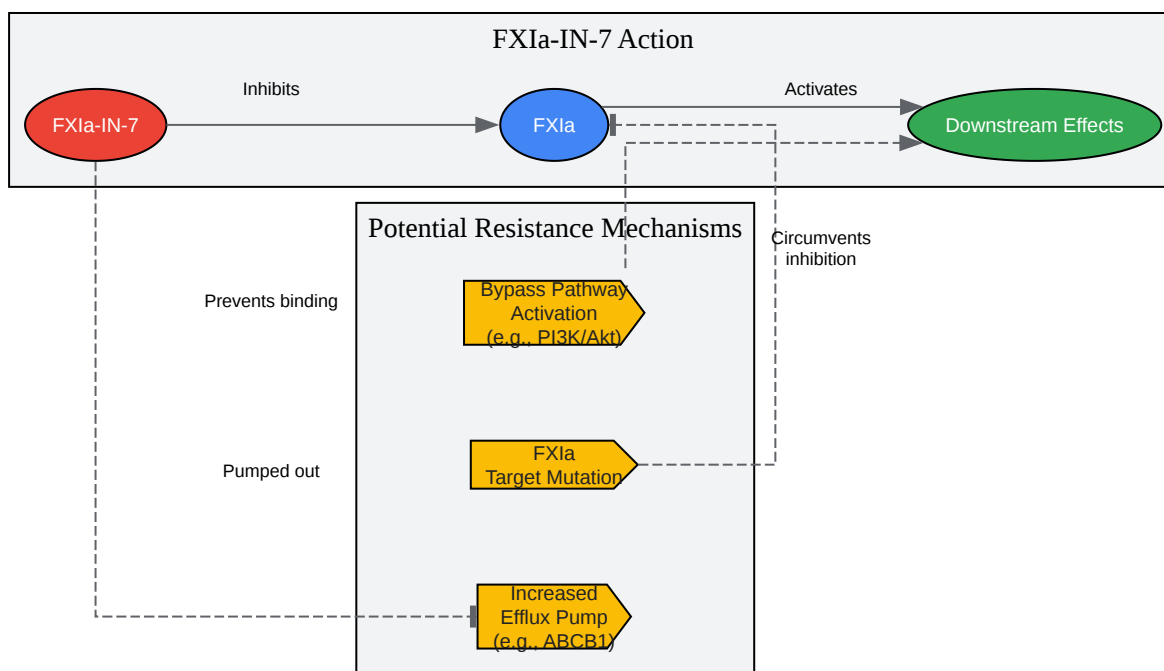 FXIa-IN-7 Action
Inhibits
Activates
FXIa-IN-7
FXIa
Downstream Effects
Potential Resistance Mechanisms
Circumvents
inhibition
Prevents binding
Bypass Pathway
Activation
(e.g., PI3K/Akt)
Pumped out
FXIa
Target Mutation
Increased
Efflux Pump
(e.g., ABCB1)